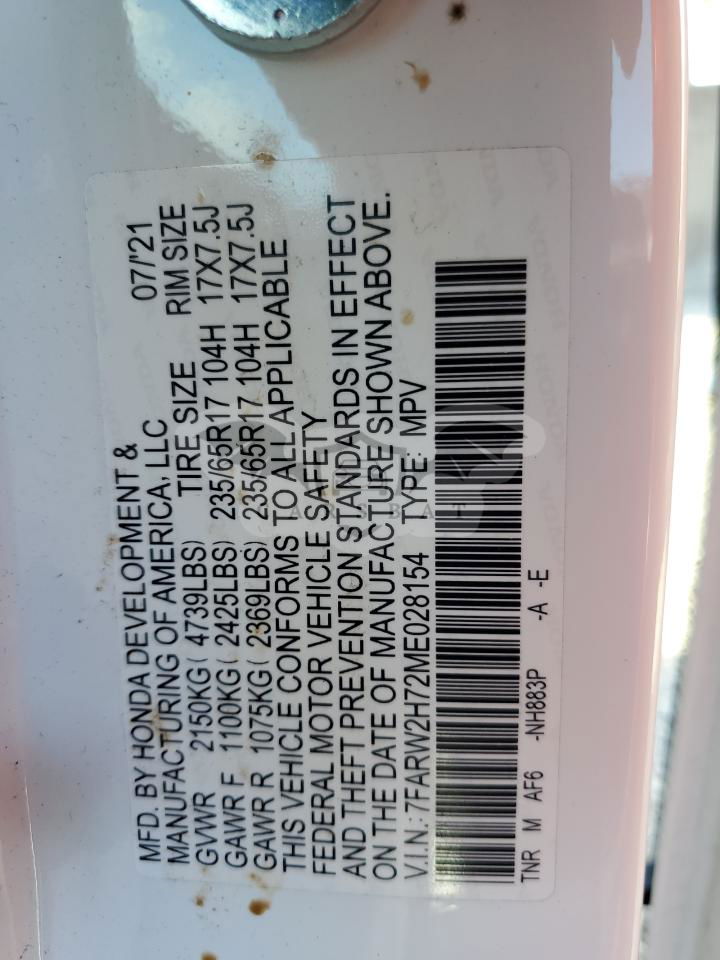 MFD. BY HONDA DEVELOPMENT &
MANUFACTURING OF AMERICA, LLC 07/'21
GVWR 2150KG( 4739LBS) TIRE SIZE RIM SIZE
GAWR F 1100KG( 2425LBS) 235/65R17 104H 17X7.5J
GAWR R 1075KG( 2369LBS) 235/65R17 104H 17X7.5J
THIS VEHICLE CONFORMS TO ALL APPLICABLE
FEDERAL MOTOR VEHICLE SAFETY
AND THEFT PREVENTION STANDARDS IN EFFECT
ON THE DATE OF MANUFACTURE SHOWN ABOVE.
V.I.N.: 7FARW2H72ME028154 TYPE: MPV
TNR M AF6 -NH883P -A -E